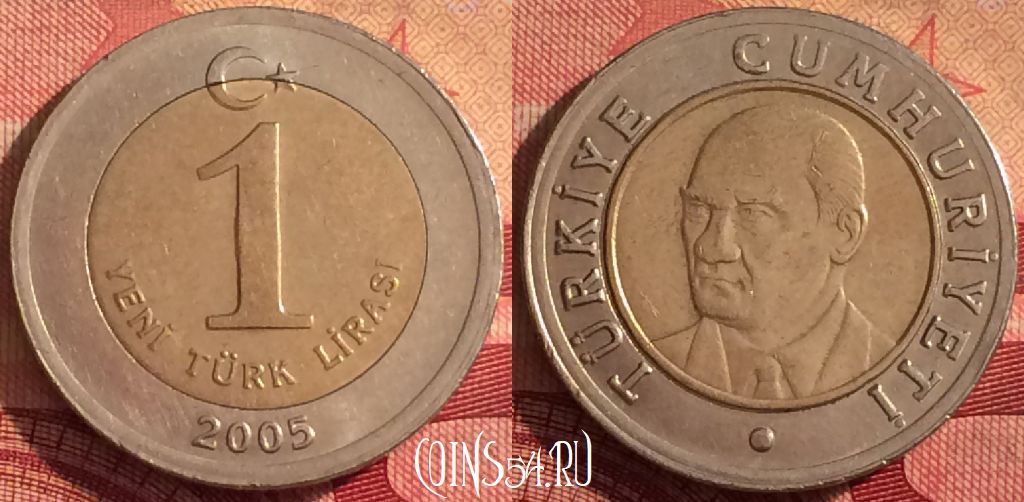 1
YENİ TÜRK LİRASI
2005
TÜRKİYE CUMHURİYETİ
COINS54.RU